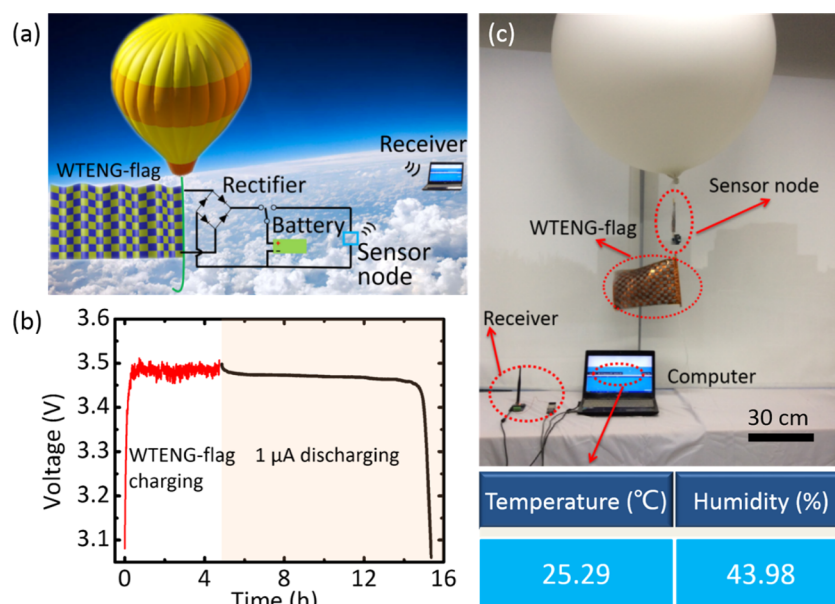 (a)
WTENG-flag
Rectifier
Battery
Sensor
node
Receiver
(b)
Voltage (V)
3.6
3.5
3.4
3.3
3.2
3.1
WTENG-flag
charging
1 μA discharging
0
4
8
12
16
Time (h)
(c)
Sensor node
WTENG-flag
Receiver
Computer
30 cm
Temperature (℃)
Humidity (%)
25.29
43.98